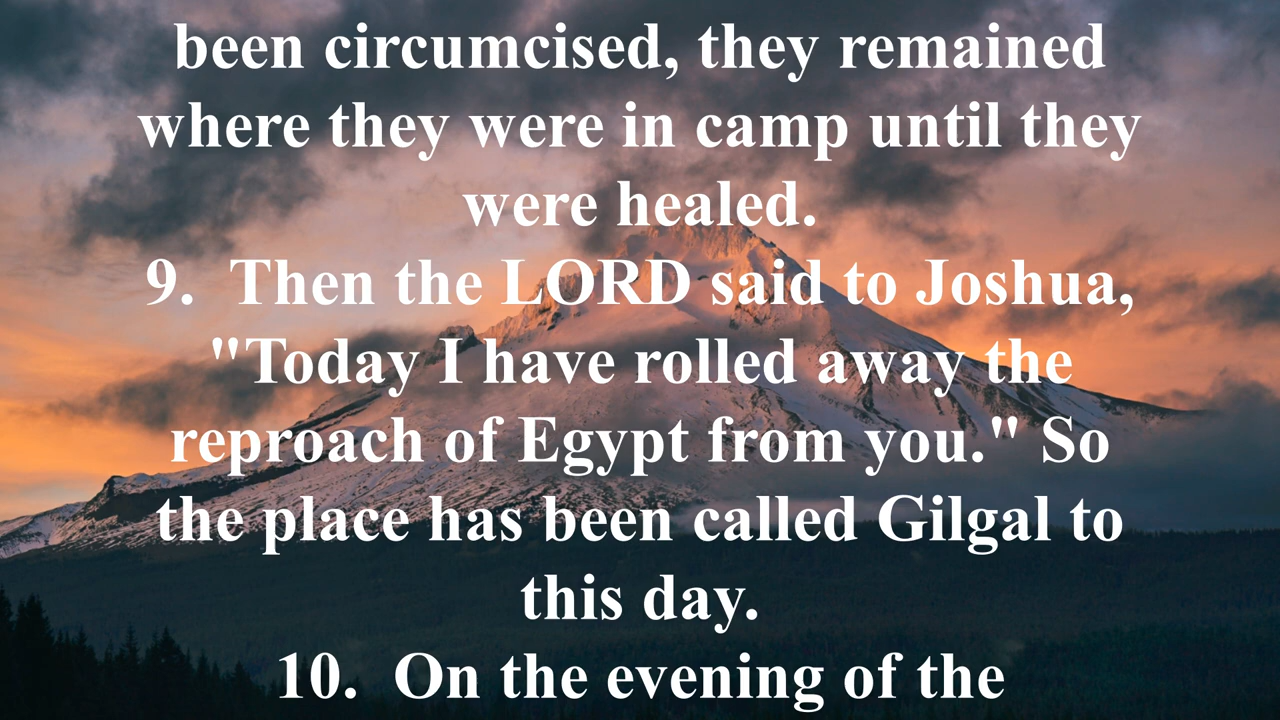 been circumcised, they remained
where they were in camp until they
were healed.
9.  Then the LORD said to Joshua,
"Today I have rolled away the
reproach of Egypt from you." So
the place has been called Gilgal to
this day.
10.  On the evening of the